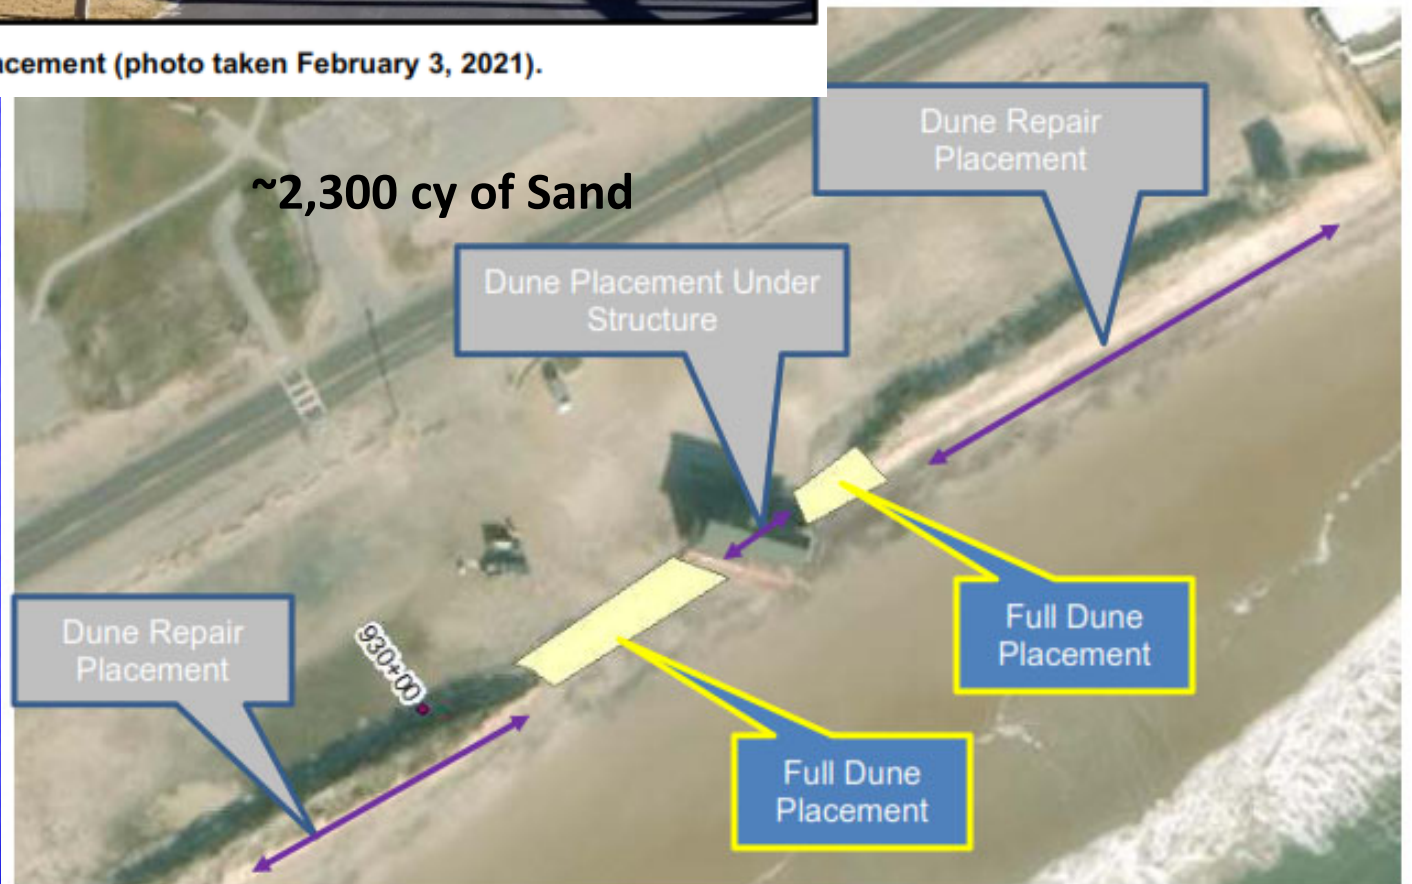 acement (photo taken February 3, 2021).
~2,300 cy of Sand
Dune Repair
Placement
Dune Placement Under
Structure
Dune Repair
Placement
930+00
Full Dune
Placement
Full Dune
Placement